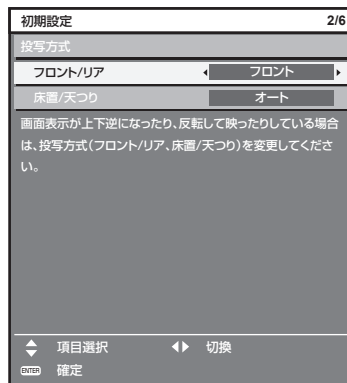 初期設定 2/6
投写方式
フロント/リア フロント
床置/天つり オート
画面表示が上下逆になったり、反転して映ったりしている場合
は、投写方式(フロント/リア、床置/天つり)を変更してくださ
い。
項目選択 切換
ENTER 確定